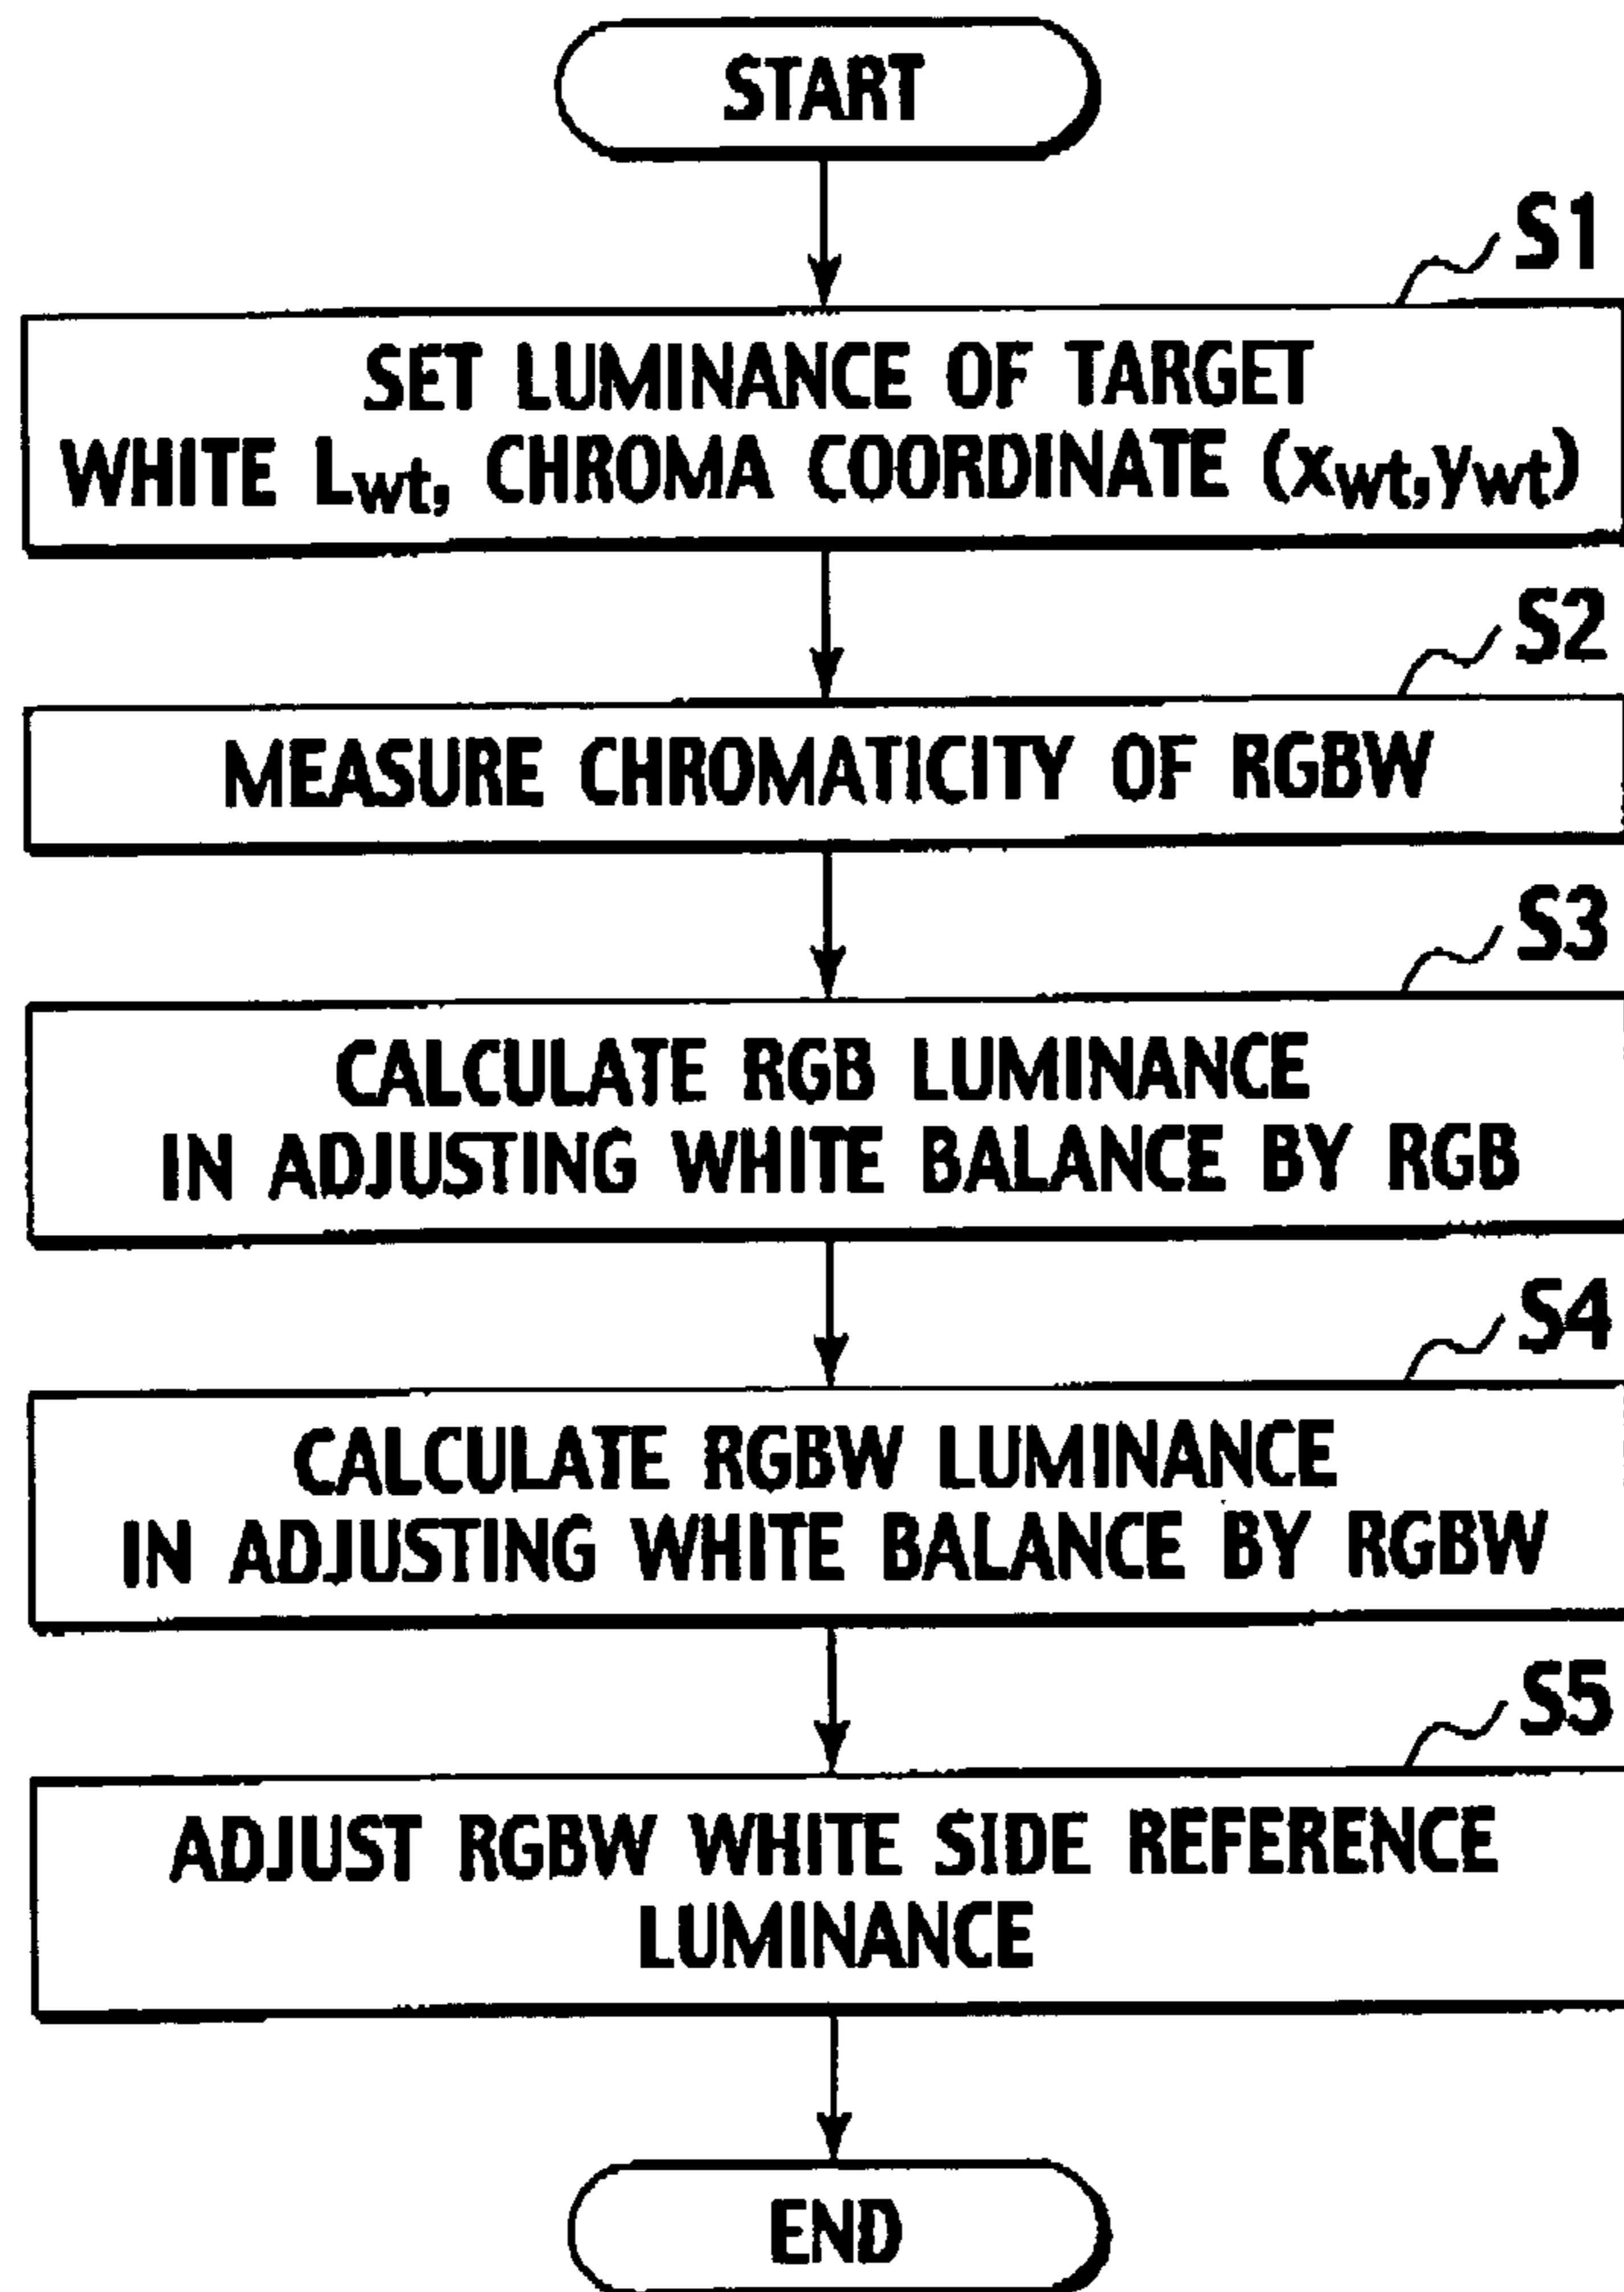 START
S1
SET LUMINANCE OF TARGET
WHITE Lwt, CHROMA COORDINATE (xwt,ywt)
S2
MEASURE CHROMATICITY OF RGBW
S3
CALCULATE RGB LUMINANCE
IN ADJUSTING WHITE BALANCE BY RGB
S4
CALCULATE RGBW LUMINANCE
IN ADJUSTING WHITE BALANCE BY RGBW
S5
ADJUST RGBW WHITE SIDE REFERENCE
LUMINANCE
END